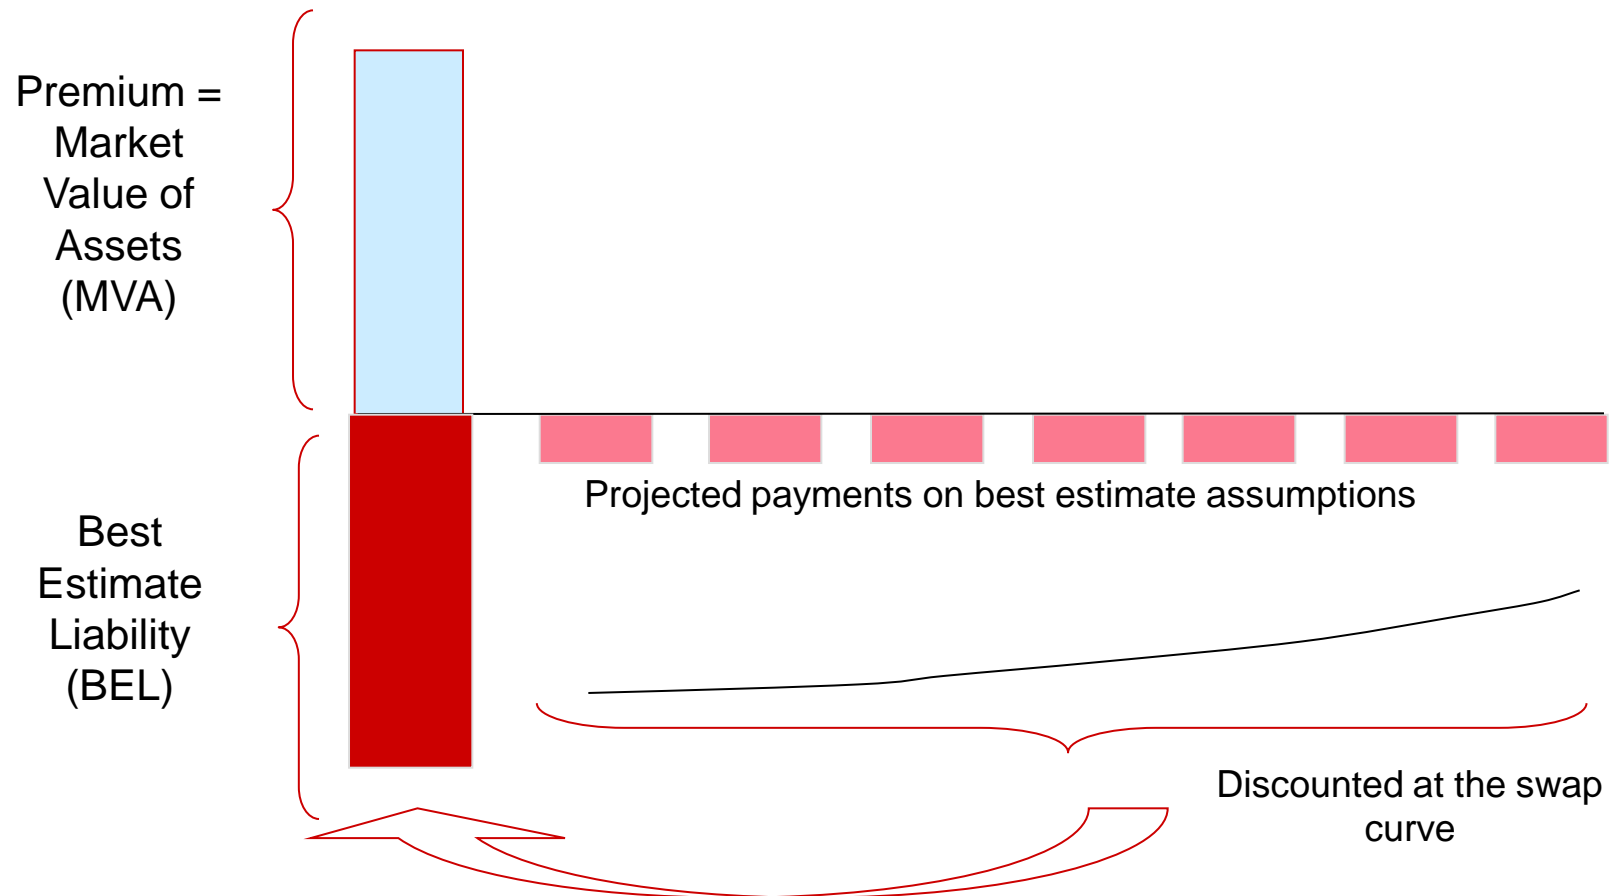 Premium =
Market
Value of
Assets
(MVA)
Projected payments on best estimate assumptions
Best
Estimate
Liability
(BEL)
Discounted at the swap
curve